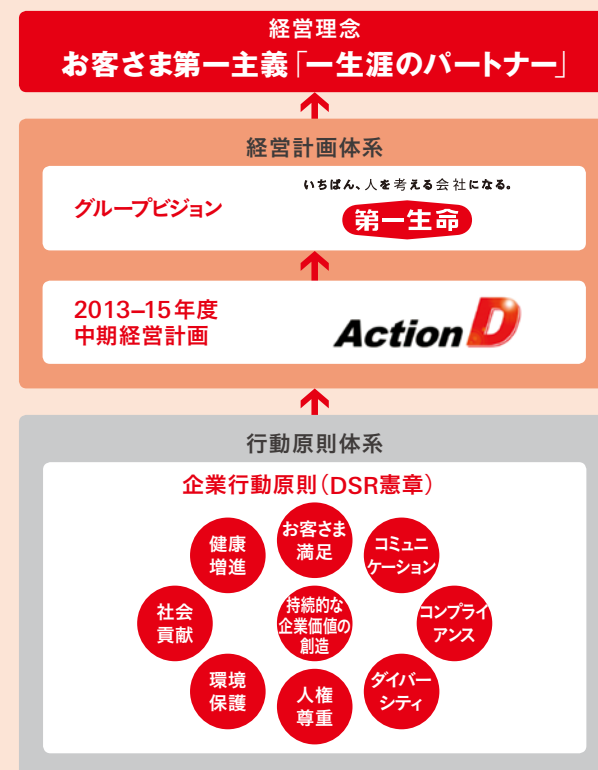 経営理念
お客さま第一主義「一生涯のパートナー」
経営計画体系
グループビジョン
いちばん、人を考える会社になる。
第一生命
2013–15年度
中期経営計画
Action D
行動原則体系
企業行動原則（DSR憲章）
お客さま
満足
健康
増進
コミュニ
ケーション
社会
貢献
持続的な
企業価値の
創造
コンプライ
アンス
環境
保護
人権
尊重
ダイバー
シティ